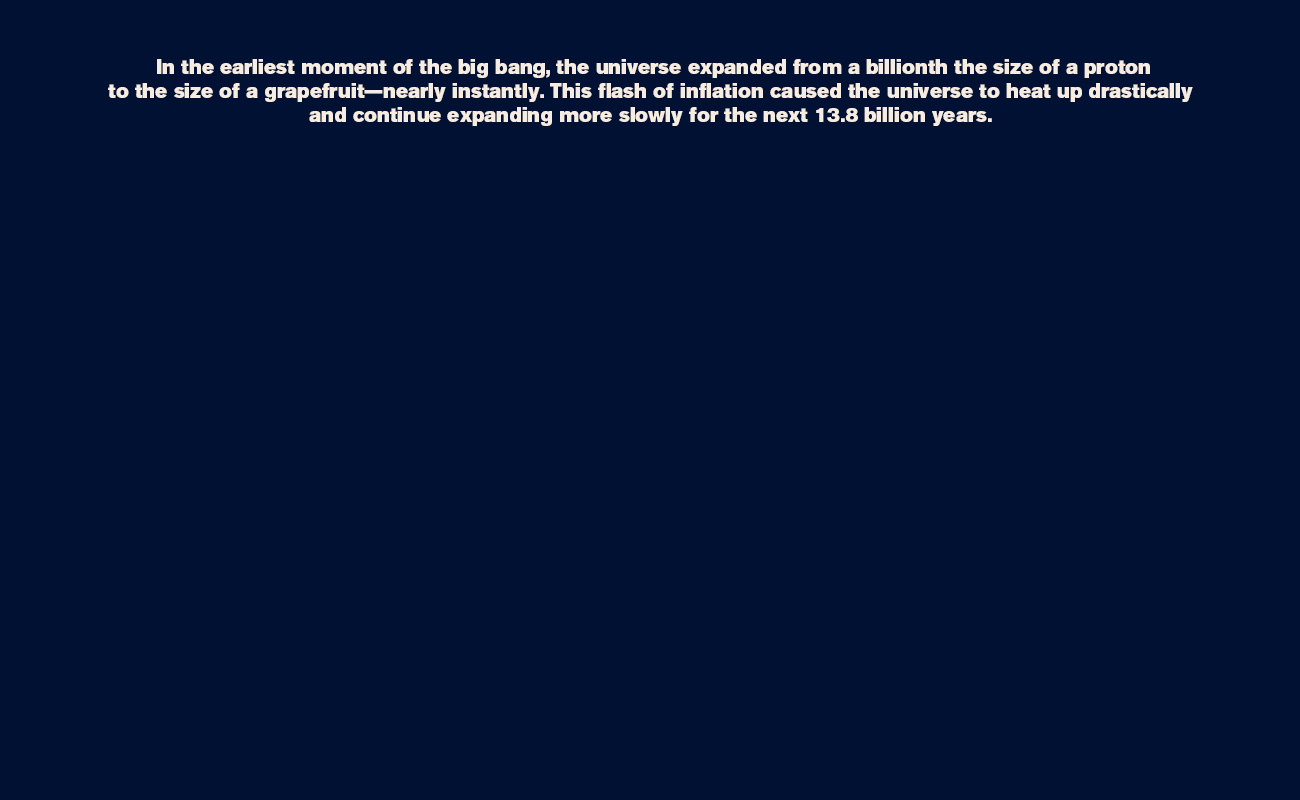 In the earliest moment of the big bang, the universe expanded from a billionth the size of a proton
to the size of a grapefruit—nearly instantly. This flash of inflation caused the universe to heat up drastically
and continue expanding more slowly for the next 13.8 billion years.